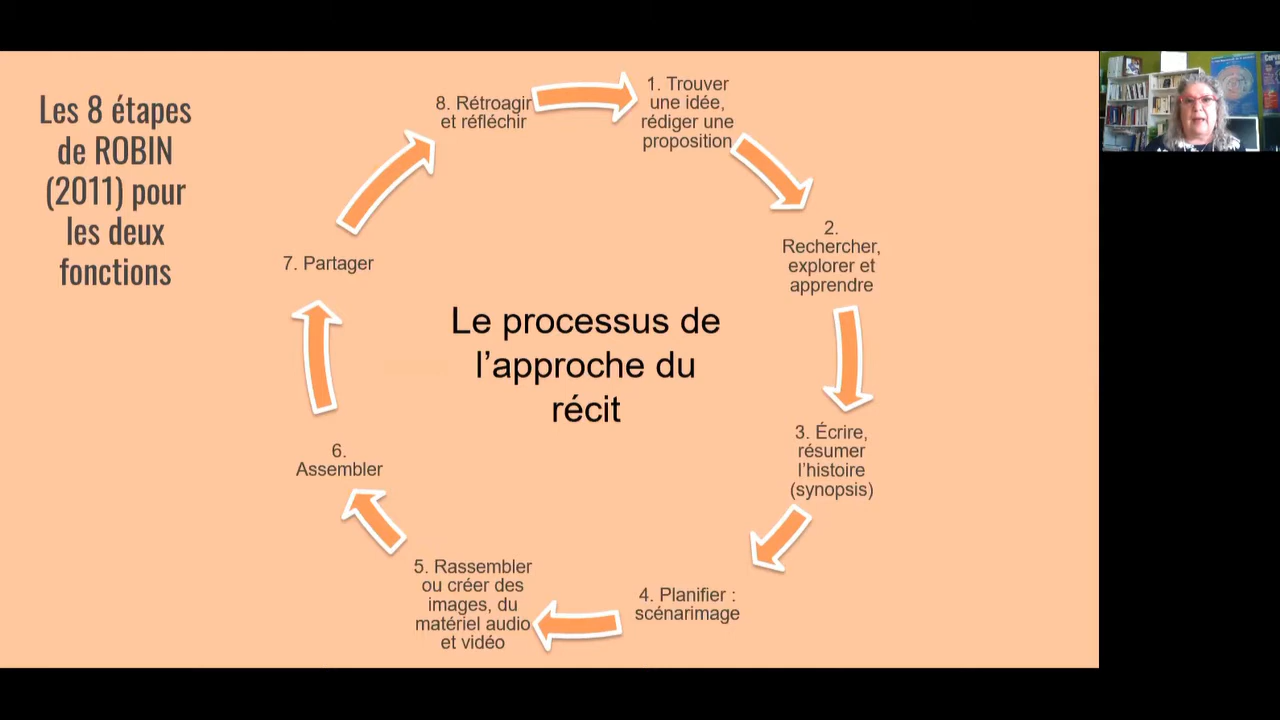 Les 8 étapes
de ROBIN
(2011) pour
les deux
fonctions
1. Trouver
une idée,
rédiger une
proposition
2.
Rechercher,
explorer et
apprendre
3. Écrire,
résumer
l’histoire
(synopsis)
4. Planifier :
scénarimage
5. Rassembler
ou créer des
images, du
matériel audio
et vidéo
6.
Assembler
7. Partager
8. Rétroagir
et réfléchir
Le processus de
l’approche du
récit